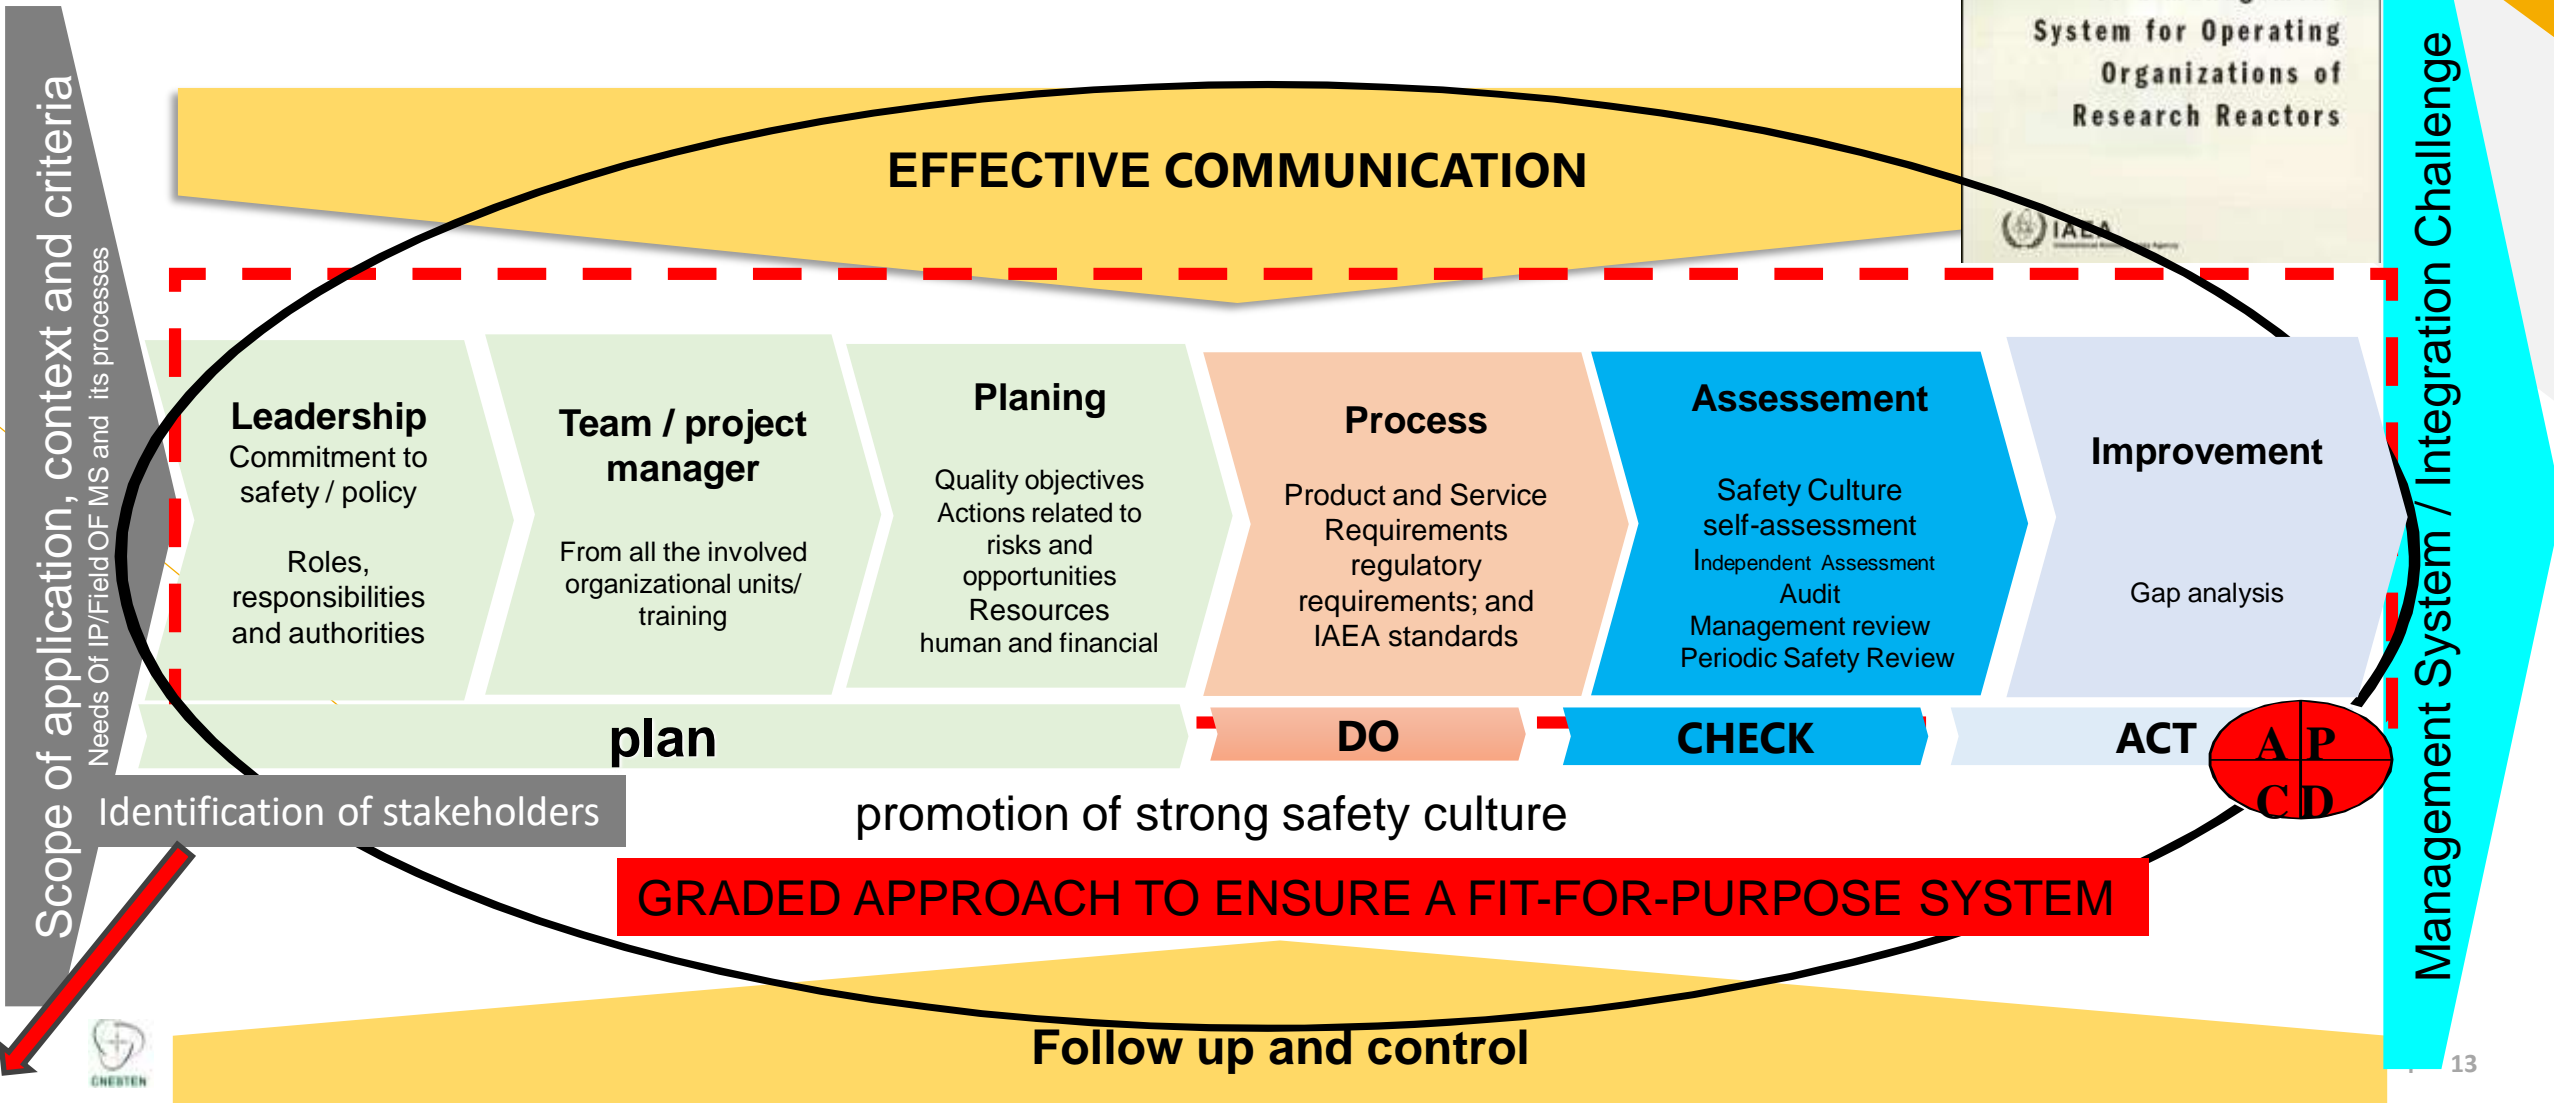 System for Operating
Organizations of
Research Reactors
IAEA
EFFECTIVE COMMUNICATION
Scope of application, context and criteria
Needs Of IP/Field OF MS and its processes
Leadership
Commitment to
safety / policy
Roles,
responsibilities
and authorities
Team / project
manager
From all the involved
organizational units/
training
Planing
Quality objectives
Actions related to
risks and
opportunities
Resources
human and financial
Process
Product and Service
Requirements
regulatory
requirements; and
IAEA standards
Assessement
Safety Culture
self-assessment
Independent Assessment
Audit
Management review
Periodic Safety Review
Improvement
Gap analysis
Management System / Integration Challenge
plan
DO
CHECK
ACT
A P
C D
Identification of stakeholders
promotion of strong safety culture
GRADED APPROACH TO ENSURE A FIT-FOR-PURPOSE SYSTEM
Follow up and control
CNESTEN
13